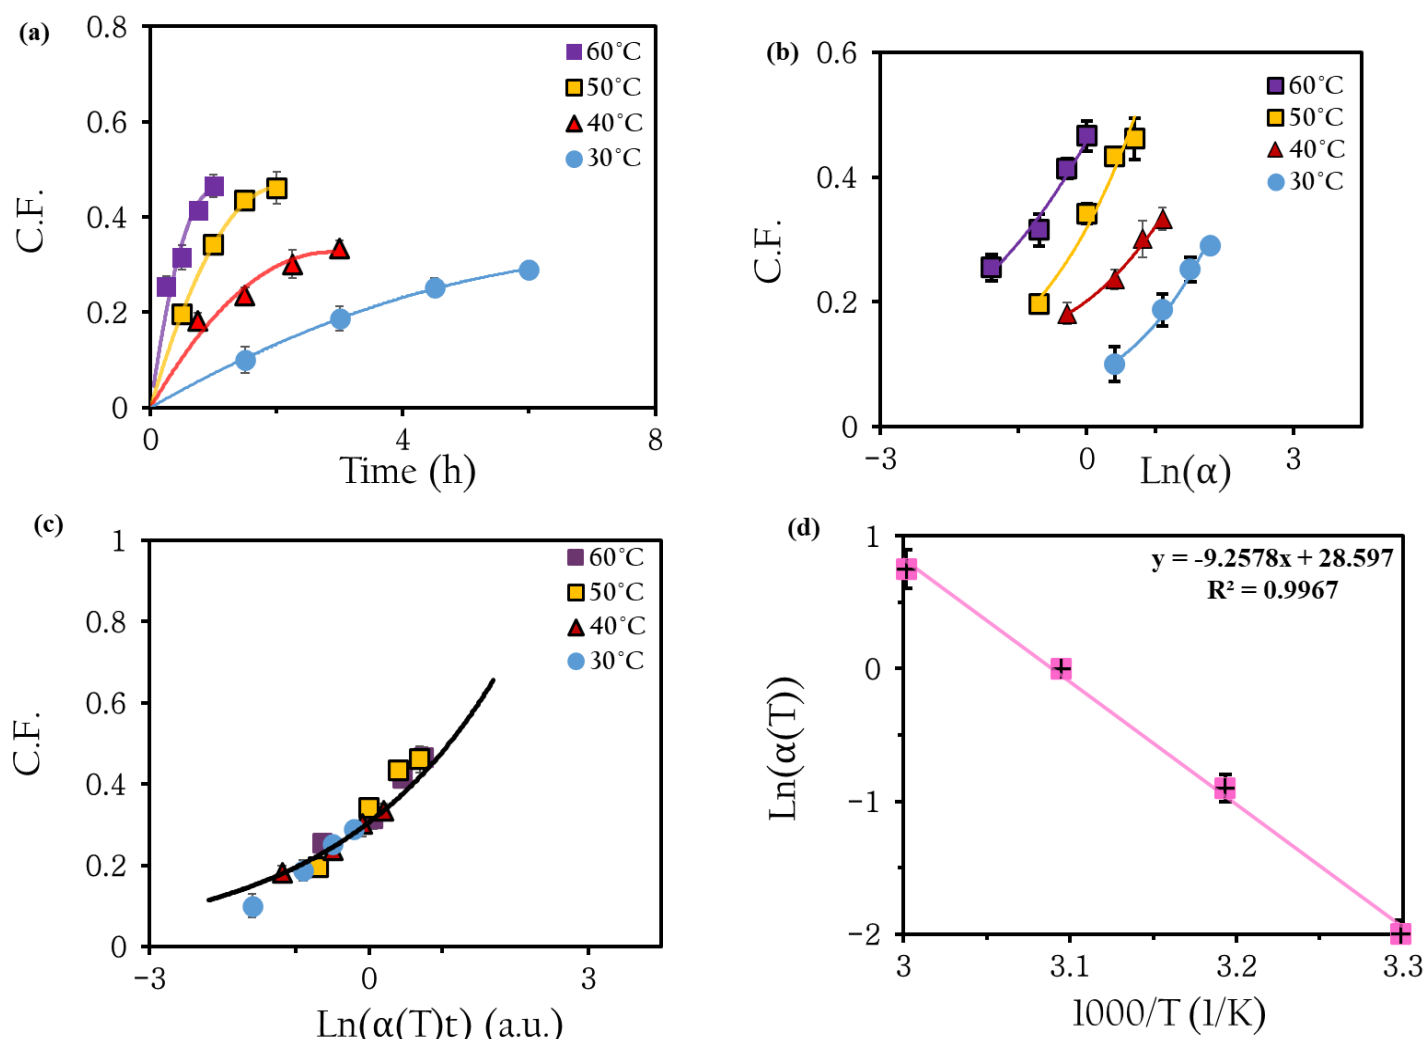 (a)
0.8
0.6
0.4
0.2
0
0
4
8
C.F.
Time (h)
60°C
50°C
40°C
30°C
(b)
0.6
0.4
0.2
0
−3
0
3
C.F.
Ln(α)
60°C
50°C
40°C
30°C
(c)
1
0.8
0.6
0.4
0.2
0
−3
0
3
C.F.
Ln(α(T)t) (a.u.)
60°C
50°C
40°C
30°C
(d)
1
0
−1
−2
3
3.1
3.2
3.3
Ln(α(T))
1000/T (1/K)
y = -9.2578x + 28.597
R² = 0.9967